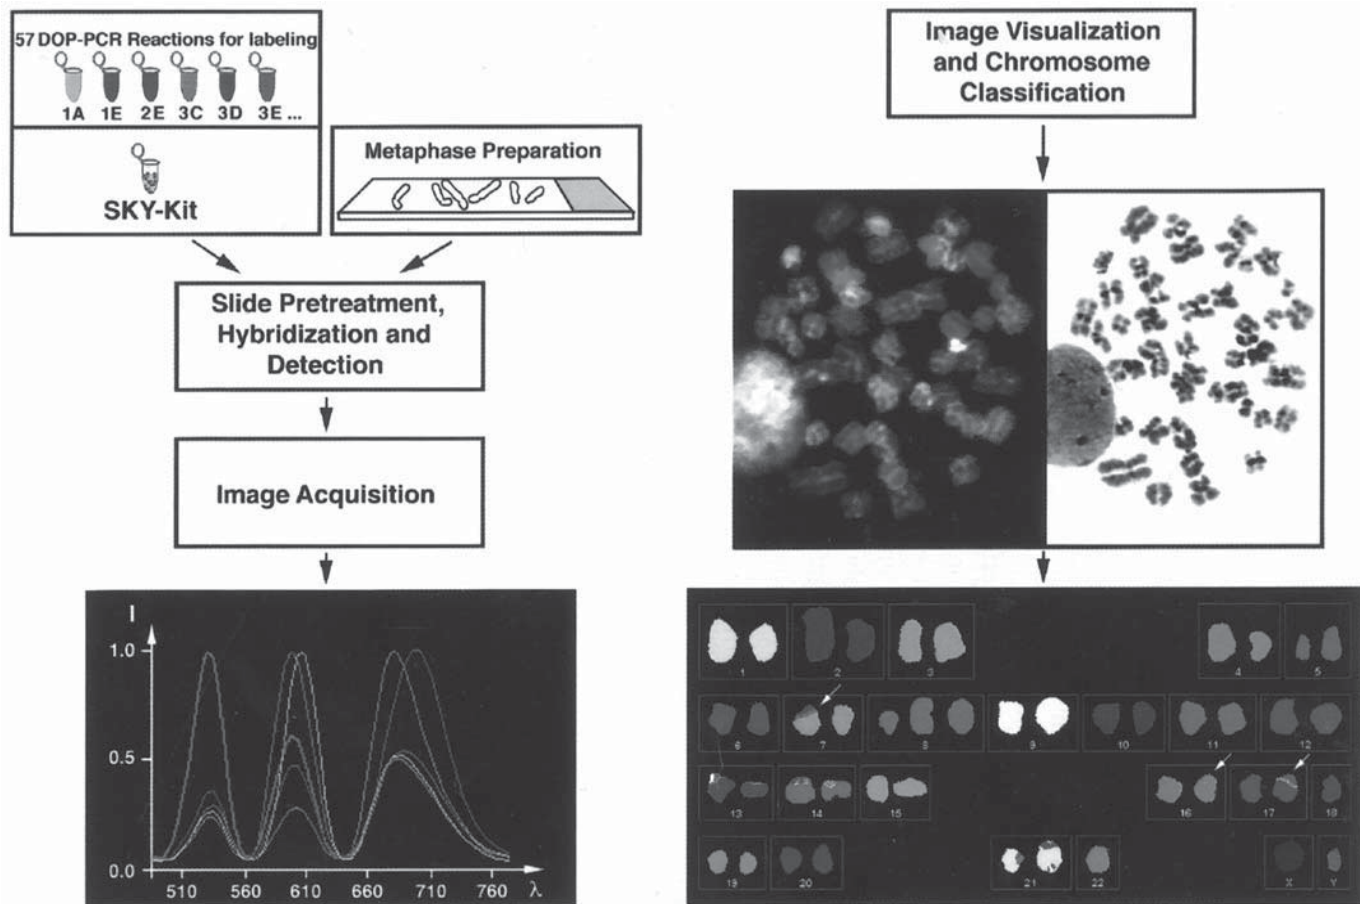 57 DOP-PCR Reactions for labeling
1A 1E 2E 3C 3D 3E ...
SKY-Kit
Metaphase Preparation
Slide Pretreatment,
Hybridization and
Detection
Image Acquisition
I
1.0
0.5
0.0
510 560 610 660 710 760 λ
Image Visualization
and Chromosome
Classification
1 2 3 4 5
6 7 8 9 10 11 12
13 14 15 16 17 18
19 20 21 22 X Y